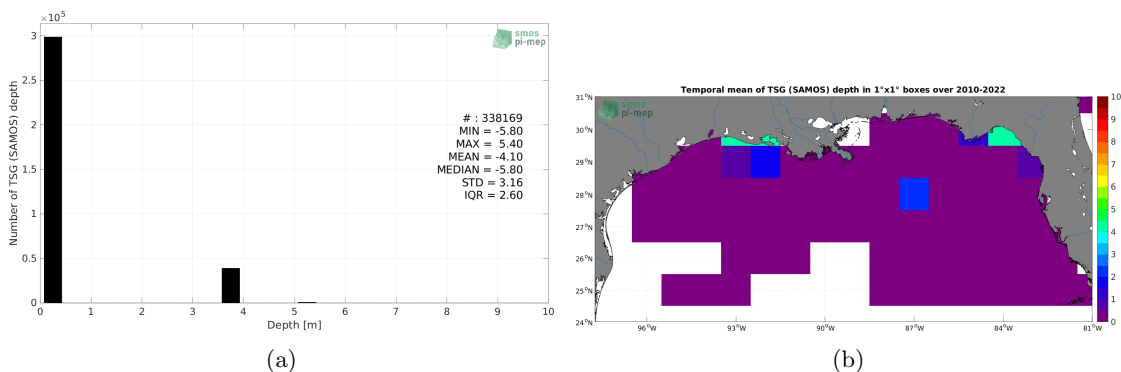 ×10⁵
3
2.5
2
1.5
1
0.5
0
Number of TSG (SAMOS) depth
smos
pi-mep
# : 338169
MIN = -5.80
MAX = 5.40
MEAN = -4.10
MEDIAN = -5.80
STD = 3.16
IQR = 2.60
0 1 2 3 4 5 6 7 8 9 10
Depth [m]
(a)
Temporal mean of TSG (SAMOS) depth in 1°x1° boxes over 2010-2022
smos
pi-mep
31°N
30°N
29°N
28°N
27°N
26°N
25°N
24°N
96°W 93°W 90°W 87°W 84°W 81°W
10
9
8
7
6
5
4
3
2
1
0
(b)